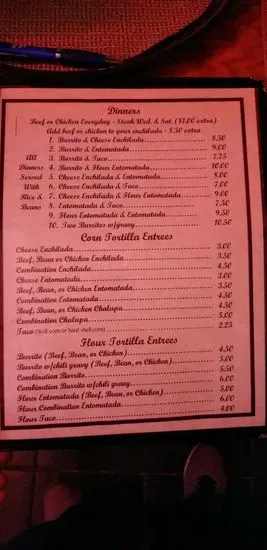 Dinners
Beef or Chicken Everyday - Steak Wed. & Sat. ($1.00 extra)
Add beef or chicken to your enchilada - $.50 extra
1. Burrito & Cheese Enchilada 8.50
2. Burrito & Entomatada 9.00
All 3. Burrito & Taco 7.75
Dinners 4. Burrito & Flour Entomatada 10.00
Served 5. Cheese Enchilada & Entomatada 8.00
With 6. Cheese Enchilada & Taco 7.00
Rice & 7. Cheese Enchilada & Flour Entomatada 9.00
Beans 8. Entomatada & Taco 7.50
9. Flour Entomatada & Entomatada 9.50
10. Two Burritos w/gravy 10.50
Corn Tortilla Entrees
Cheese Enchilada 3.00
Beef, Bean or Chicken Enchilada 3.50
Combination Enchilada 4.50
Cheese Entomatada 3.00
Beef, Bean, or Chicken Entomatada 3.50
Combination Entomatada 4.50
Beef, Bean, or Chicken Chalupa 4.50
Combination Chalupa 5.00
Taco (soft corn or hard shell corn) 2.25
Flour Tortilla Entrees
Burrito (Beef, Bean, or Chicken) 4.50
Burrito w/chili gravy (Beef, Bean, or Chicken) 5.00
Combination Burrito 5.50
Combination Burrito w/chli gravy 6.00
Flour Entomatada (Beef, Bean, or Chicken) 5.00
Flour Combination Entomatada 6.00
Flour Taco 4.00